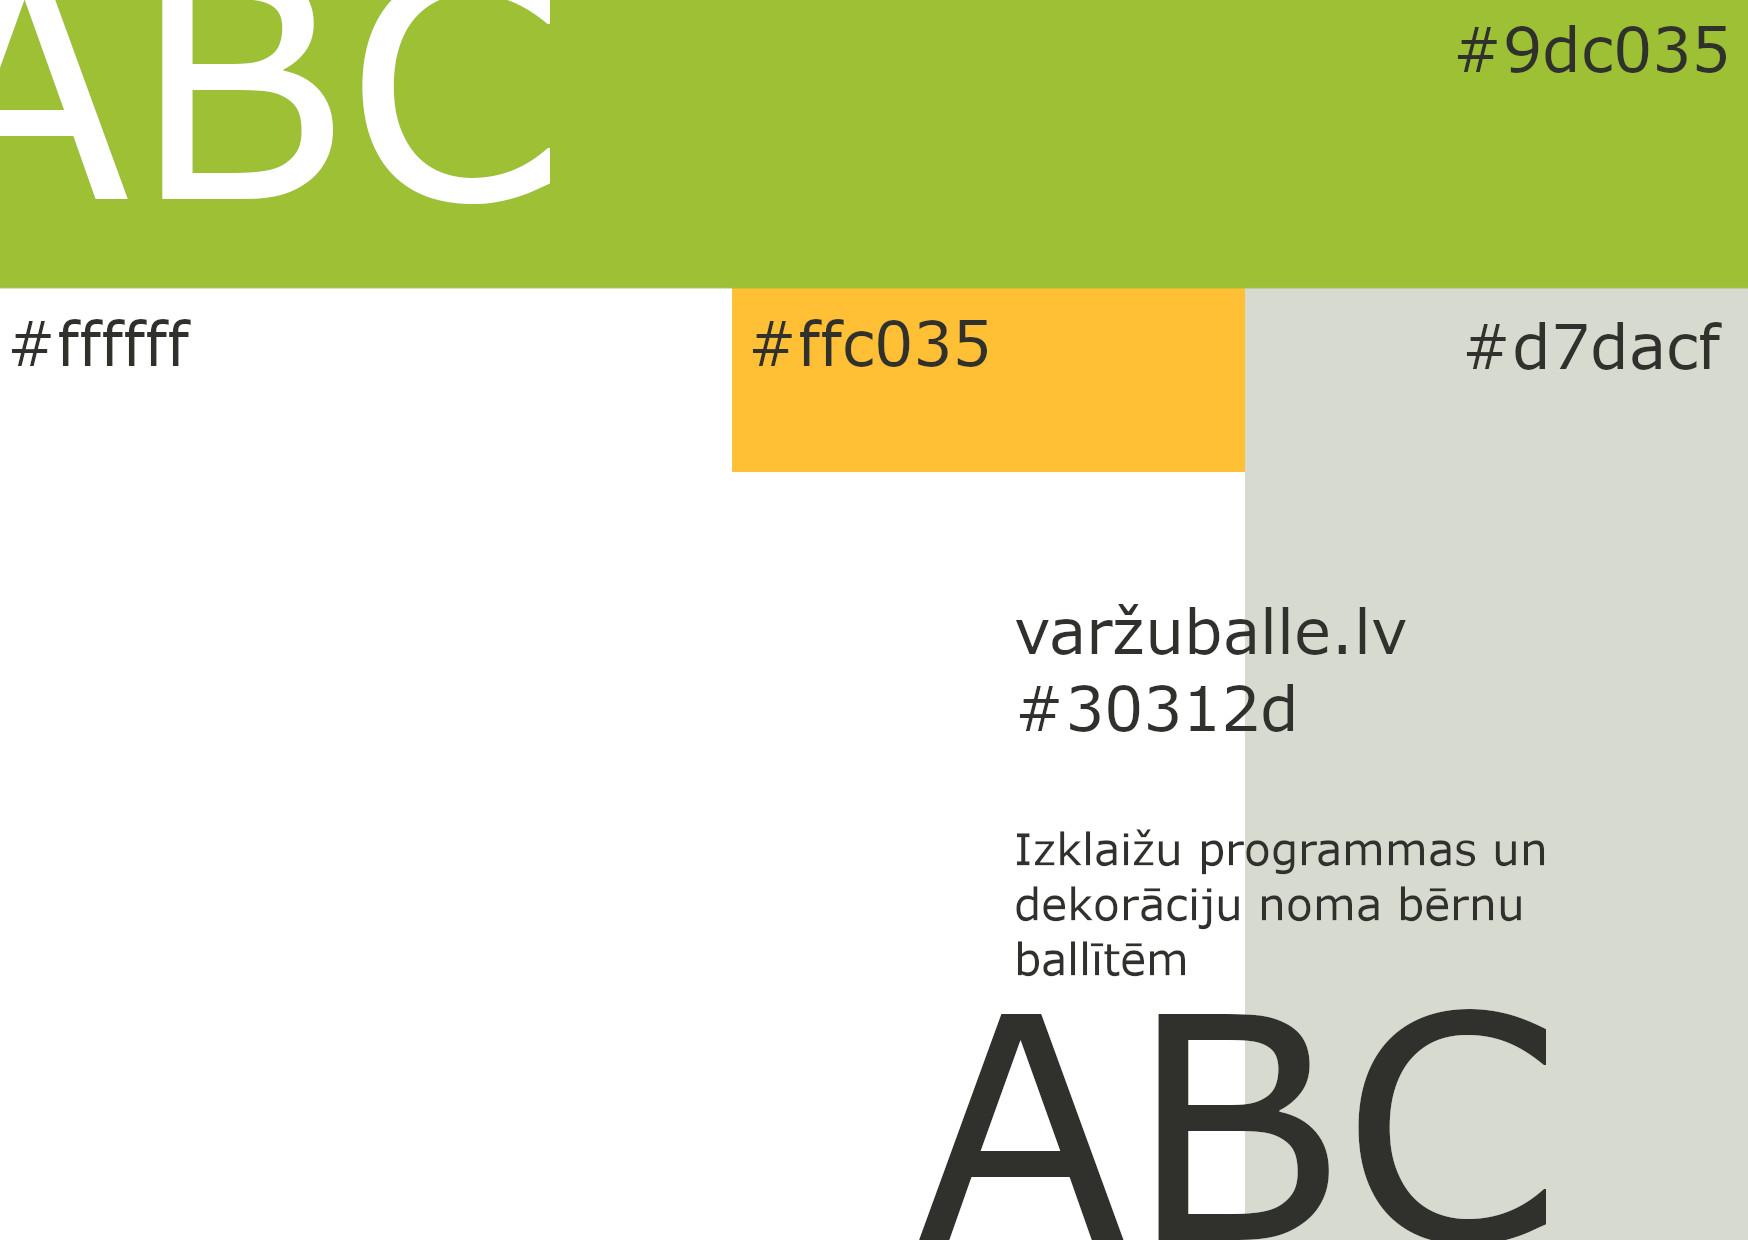 ABC
#9dc035
#ffffff
#ffc035
#d7dacf
varžuballe.lv
#30312d
Izklaižu programmas un
dekorāciju noma bērnu
ballītēm
ABC